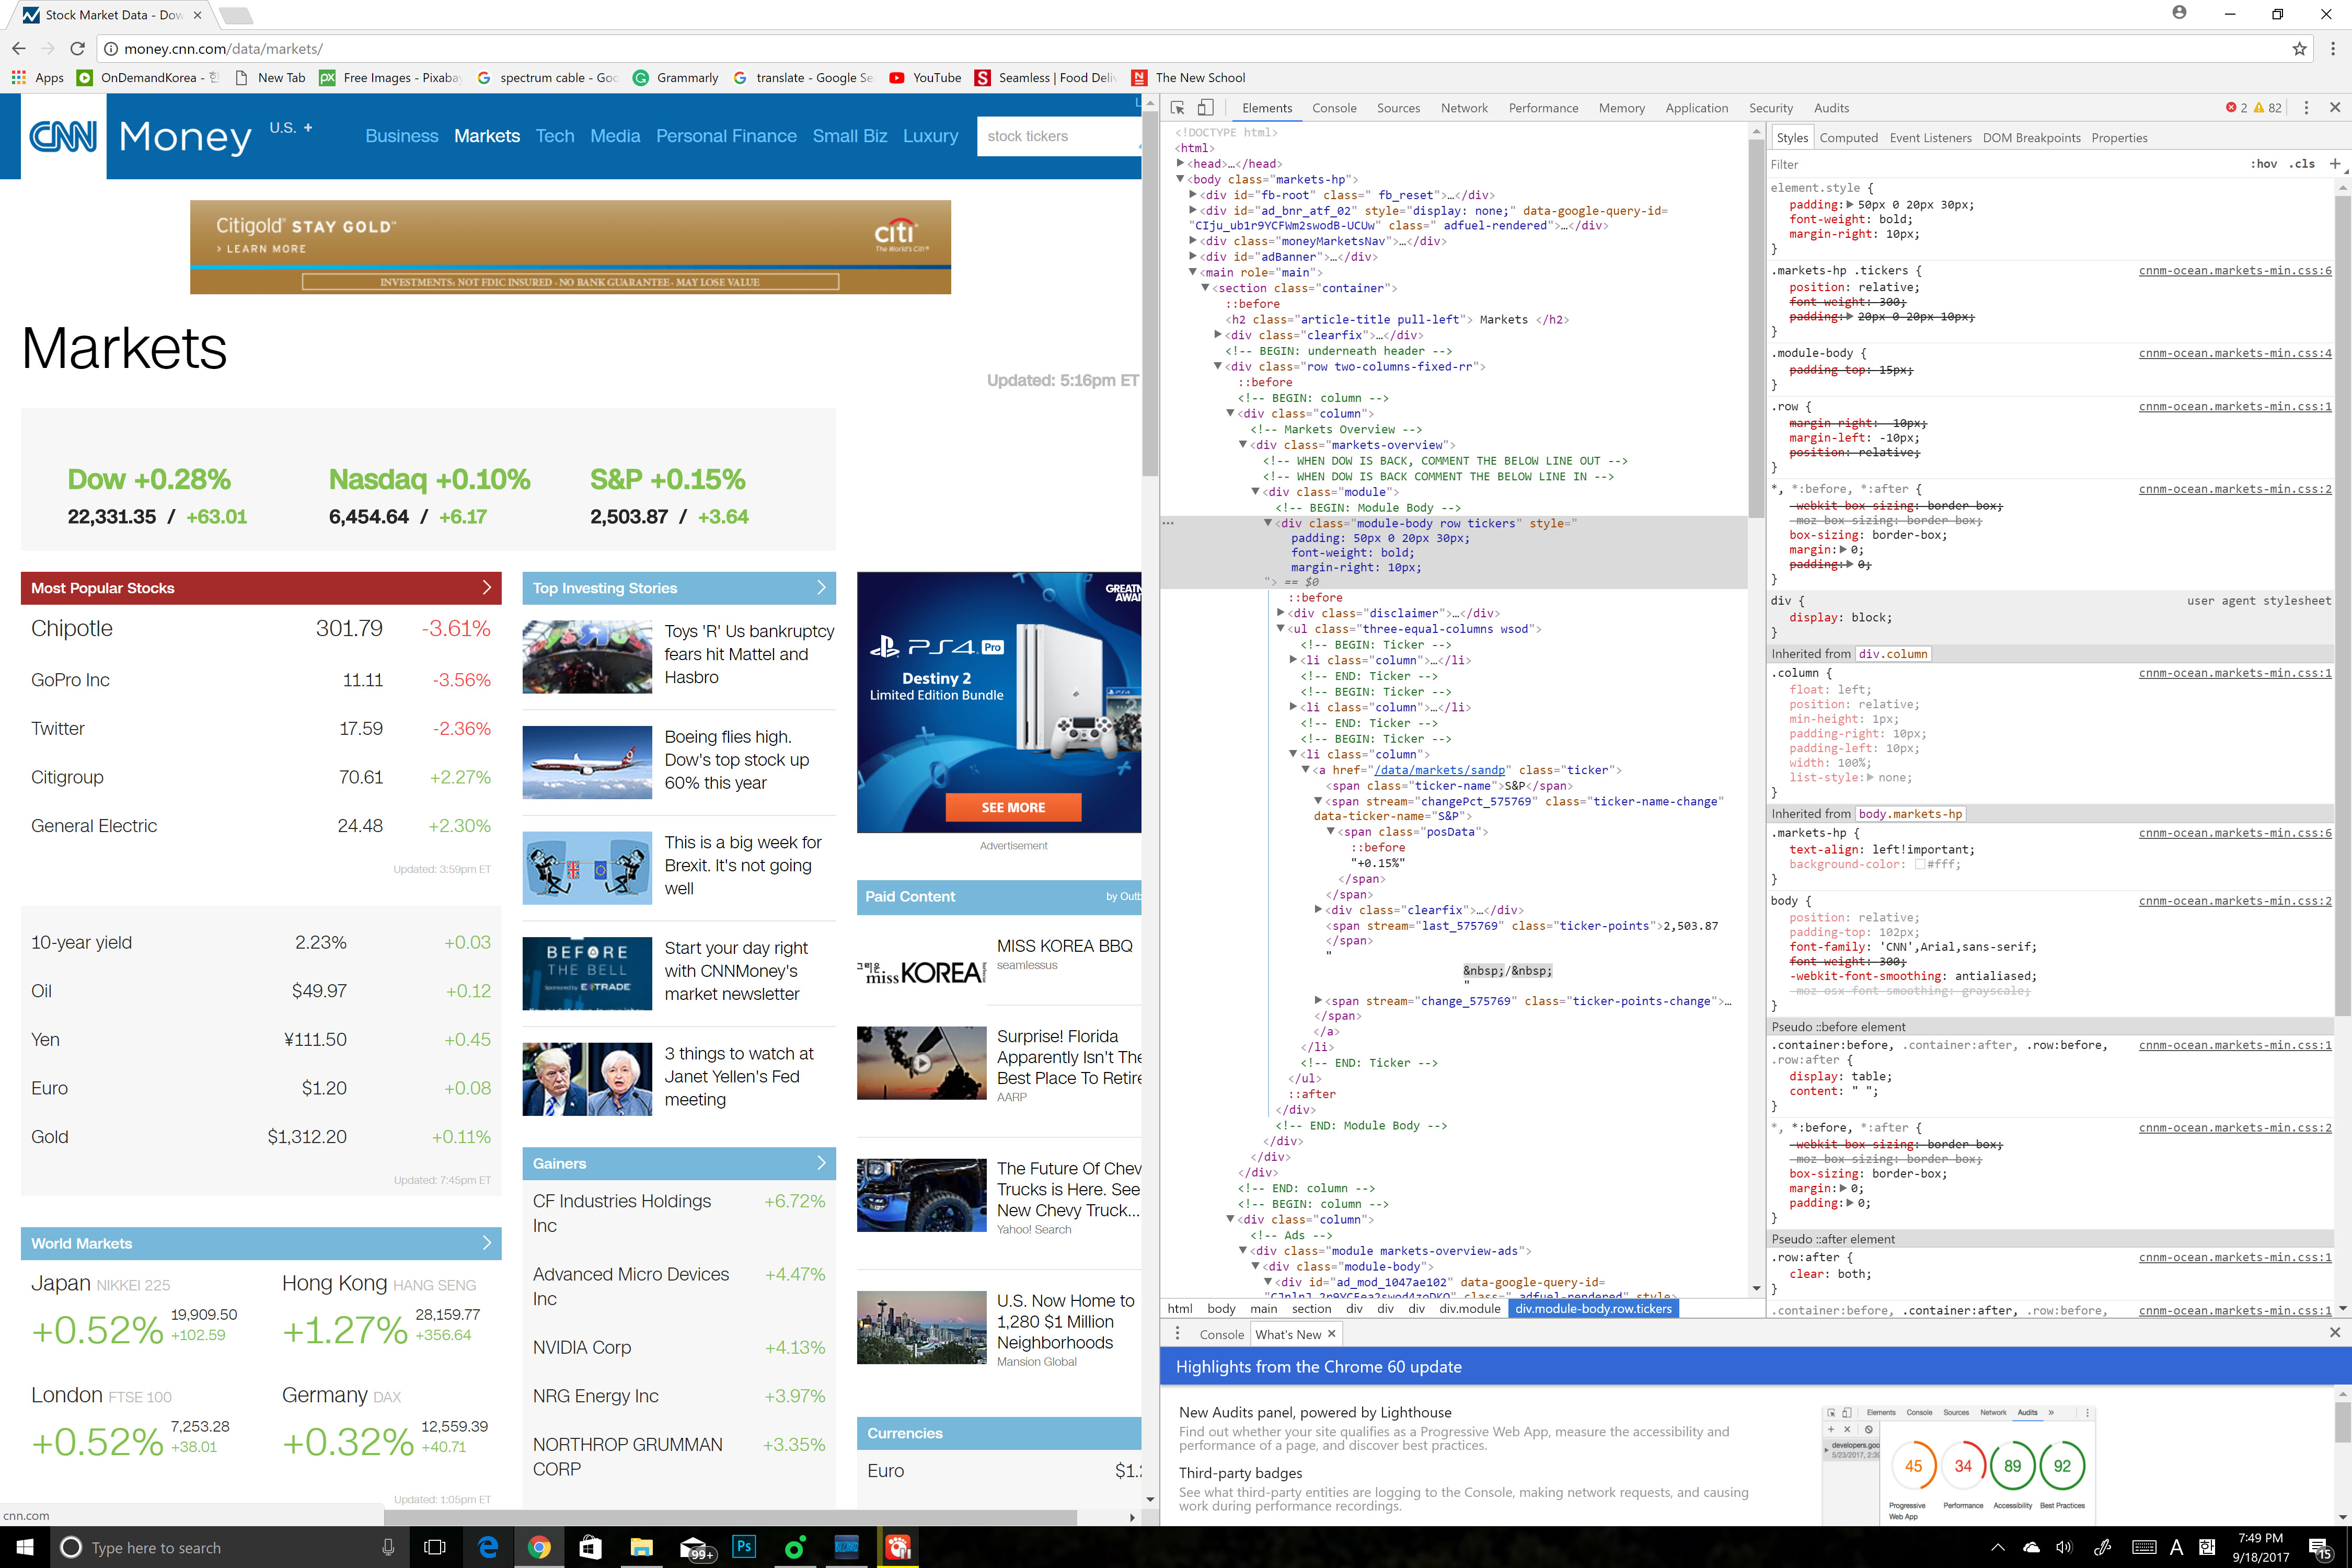 Stock Market Data - Dow
money.cnn.com/data/markets/
Apps
OnDemandKorea - 한
New Tab
Free Images - Pixabay
spectrum cable - Goo
Grammarly
translate - Google Se
YouTube
Seamless | Food Deliv
The New School
CNN Money U.S. +
Business Markets Tech Media Personal Finance Small Biz Luxury
stock tickers
Citigold® STAY GOLD℠
› LEARN MORE
citi
The World's Citi®
INVESTMENTS: NOT FDIC INSURED · NO BANK GUARANTEE · MAY LOSE VALUE
Markets
Updated: 5:16pm ET
Dow +0.28%
22,331.35 / +63.01
Nasdaq +0.10%
6,454.64 / +6.17
S&P +0.15%
2,503.87 / +3.64
Most Popular Stocks
Chipotle 301.79 -3.61%
GoPro Inc 11.11 -3.56%
Twitter 17.59 -2.36%
Citigroup 70.61 +2.27%
General Electric 24.48 +2.30%
Updated: 3:59pm ET
10-year yield 2.23% +0.03
Oil $49.97 +0.12
Yen ¥111.50 +0.45
Euro $1.20 +0.08
Gold $1,312.20 +0.11%
Updated: 7:45pm ET
World Markets
Japan NIKKEI 225
+0.52% 19,909.50
+102.59
Hong Kong HANG SENG
+1.27% 28,159.77
+356.64
London FTSE 100
+0.52% 7,253.28
+38.01
Germany DAX
+0.32% 12,559.39
+40.71
Updated: 1:05pm ET
cnn.com
Top Investing Stories
Toys 'R' Us bankruptcy
fears hit Mattel and
Hasbro
Boeing flies high.
Dow's top stock up
60% this year
This is a big week for
Brexit. It's not going
well
BEFORE
THE BELL
Sponsored by E*TRADE
Start your day right
with CNNMoney's
market newsletter
3 things to watch at
Janet Yellen's Fed
meeting
Gainers
CF Industries Holdings
Inc
+6.72%
Advanced Micro Devices
Inc
+4.47%
NVIDIA Corp +4.13%
NRG Energy Inc +3.97%
NORTHROP GRUMMAN
CORP
+3.35%
GREATN
AWAI
PS4 Pro
Destiny 2
Limited Edition Bundle
SEE MORE
Advertisement
Paid Content by Outb
miss KOREA
MISS KOREA BBQ
seamlessus
Surprise! Florida
Apparently Isn't The
Best Place To Retire
AARP
The Future Of Chev
Trucks is Here. See
New Chevy Truck...
Yahoo! Search
U.S. Now Home to
1,280 $1 Million
Neighborhoods
Mansion Global
Currencies
Euro $1.2
Elements Console Sources Network Performance Memory Application Security Audits
2 82
<!DOCTYPE html>
<html>
<head>…</head>
<body class="markets-hp">
<div id="fb-root" class=" fb_reset">…</div>
<div id="ad_bnr_atf_02" style="display: none;" data-google-query-id=
"CIju_ub1r9YCFWm2swodB-UCUw" class=" adfuel-rendered">…</div>
<div class="moneyMarketsNav">…</div>
<div class="adBanner">…</div>
<main role="main">
<section class="container">
::before
<h2 class="article-title pull-left"> Markets </h2>
<div class="clearfix">…</div>
<!-- BEGIN: underneath header -->
<div class="row two-columns-fixed-rr">
::before
<!-- BEGIN: column -->
<div class="column">
<!-- Markets Overview -->
<div class="markets-overview">
<!-- WHEN DOW IS BACK, COMMENT THE BELOW LINE OUT -->
<!-- WHEN DOW IS BACK COMMENT THE BELOW LINE IN -->
<div class="module">
<!-- BEGIN: Module Body -->
<div class="module-body row tickers" style="
padding: 50px 0 20px 30px;
font-weight: bold;
margin-right: 10px;
"> == $0
::before
<div class="disclaimer">…</div>
<ul class="three-equal-columns wsod">
<!-- BEGIN: Ticker -->
<li class="column">…</li>
<!-- END: Ticker -->
<!-- BEGIN: Ticker -->
<li class="column">…</li>
<!-- END: Ticker -->
<!-- BEGIN: Ticker -->
<li class="column">
<a href="/data/markets/sandp" class="ticker">
<span class="ticker-name">S&P</span>
<span stream="changePct_575769" class="ticker-name-change"
data-ticker-name="S&P">
<span class="posData">
::before
"+0.15%"
</span>
</span>
<div class="clearfix">…</div>
<span stream="last_575769" class="ticker-points">2,503.87
</span>
"
&nbsp;/&nbsp;
"
<span stream="change_575769" class="ticker-points-change">…
</span>
</a>
</li>
<!-- END: Ticker -->
</ul>
::after
</div>
<!-- END: Module Body -->
</div>
</div>
</div>
<!-- END: column -->
<!-- BEGIN: column -->
<div class="column">
<!-- Ads -->
<div class="module markets-overview-ads">
<div class="module-body">
<div id="ad_mod_1047ae102" data-google-query-id=
html body main section div div div div.module div.module-body.row.tickers
Styles Computed Event Listeners DOM Breakpoints Properties
Filter :hov .cls +
element.style {
padding: 50px 0 20px 30px;
font-weight: bold;
margin-right: 10px;
}
.markets-hp .tickers { cnnm-ocean.markets-min.css:6
position: relative;
font-weight: 300;
padding: 20px 0 20px 10px;
}
.module-body { cnnm-ocean.markets-min.css:4
padding-top: 15px;
}
.row { cnnm-ocean.markets-min.css:1
margin-right: -10px;
margin-left: -10px;
position: relative;
}
*, *:before, *:after { cnnm-ocean.markets-min.css:2
-webkit-box-sizing: border-box;
-moz-box-sizing: border-box;
box-sizing: border-box;
margin: 0;
padding: 0;
}
div { user agent stylesheet
display: block;
}
Inherited from div.column
.column { cnnm-ocean.markets-min.css:1
float: left;
position: relative;
min-height: 1px;
padding-right: 10px;
padding-left: 10px;
width: 100%;
list-style: none;
}
Inherited from body.markets-hp
.markets-hp { cnnm-ocean.markets-min.css:6
text-align: left!important;
background-color: #fff;
}
body { cnnm-ocean.markets-min.css:2
position: relative;
padding-top: 102px;
font-family: 'CNN',Arial,sans-serif;
font-weight: 300;
-webkit-font-smoothing: antialiased;
-moz-osx-font-smoothing: grayscale;
}
Pseudo ::before element
.container:before, .container:after, .row:before, cnnm-ocean.markets-min.css:1
.row:after {
display: table;
content: " ";
}
*, *:before, *:after { cnnm-ocean.markets-min.css:2
-webkit-box-sizing: border-box;
-moz-box-sizing: border-box;
box-sizing: border-box;
margin: 0;
padding: 0;
}
Pseudo ::after element
.row:after { cnnm-ocean.markets-min.css:1
clear: both;
}
.container:before, .container:after, .row:before, cnnm-ocean.markets-min.css:1
Console What's New
Highlights from the Chrome 60 update
New Audits panel, powered by Lighthouse
Find out whether your site qualifies as a Progressive Web App, measure the accessibility and
performance of a page, and discover best practices.
Third-party badges
See what third-party entities are logging to the Console, making network requests, and causing
work during performance recordings.
Elements Console Sources Network Audits »
developers.goo
45 34 89 92
Progressive Performance Accessibility Best Practices
Web App
Type here to search
99+
Ps
A 한
7:49 PM
9/18/2017
15